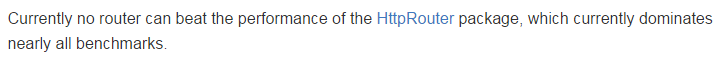 Currently no router can beat the performance of the HttpRouter package, which currently dominates
nearly all benchmarks.